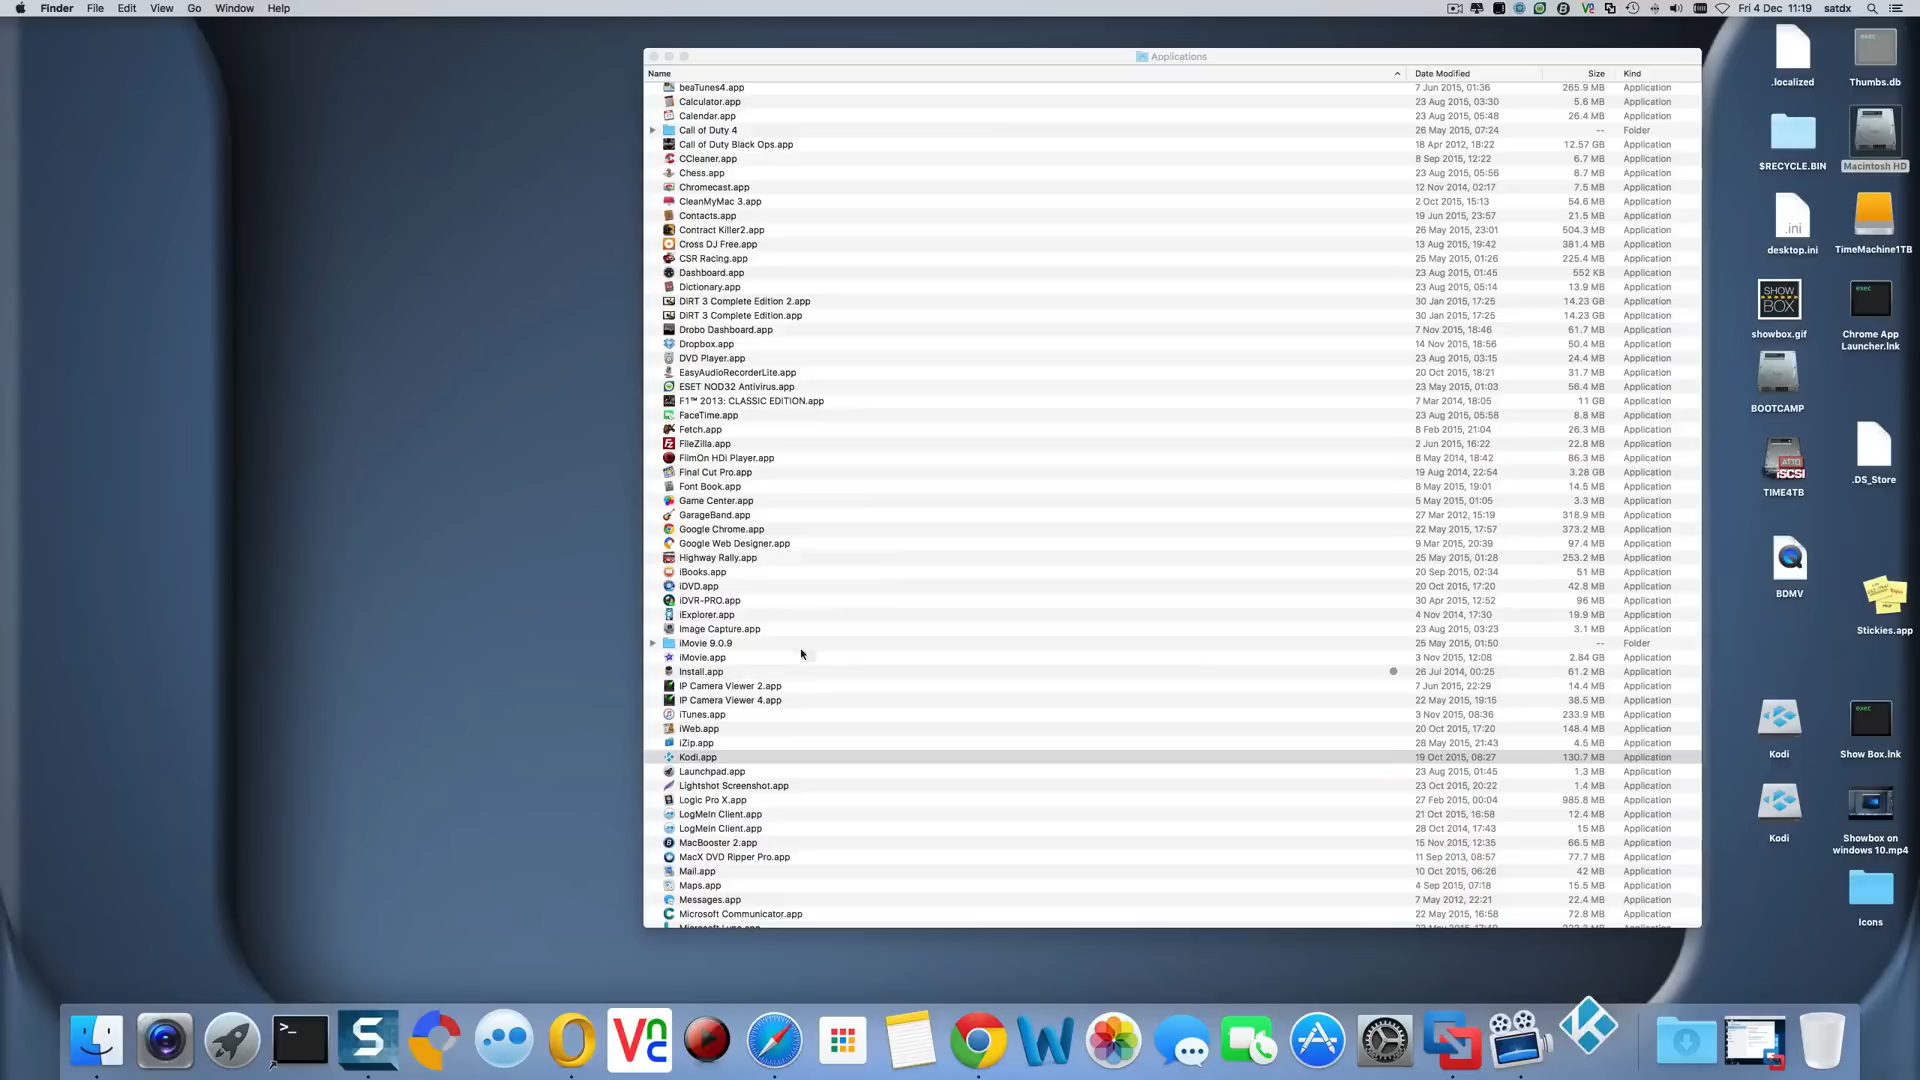 Finder File Edit View Go Window Help
Fri 4 Dec 11:19 satdx
Applications
Name Date Modified Size Kind
beaTunes4.app 7 Jun 2015, 01:36 265.9 MB Application
Calculator.app 23 Aug 2015, 03:30 5.6 MB Application
Calendar.app 23 Aug 2015, 05:48 26.4 MB Application
Call of Duty 4 26 May 2015, 07:24 -- Folder
Call of Duty Black Ops.app 18 Apr 2012, 18:22 12.57 GB Application
CCleaner.app 8 Sep 2015, 12:22 6.7 MB Application
Chess.app 23 Aug 2015, 05:56 8.7 MB Application
Chromecast.app 12 Nov 2014, 02:17 7.5 MB Application
CleanMyMac 3.app 2 Oct 2015, 15:13 54.6 MB Application
Contacts.app 19 Jun 2015, 23:57 21.5 MB Application
Contract Killer2.app 26 May 2015, 23:01 504.3 MB Application
Cross DJ Free.app 13 Aug 2015, 19:42 381.4 MB Application
CSR Racing.app 25 May 2015, 01:26 225.4 MB Application
Dashboard.app 23 Aug 2015, 01:45 552 KB Application
Dictionary.app 23 Aug 2015, 05:14 13.9 MB Application
DiRT 3 Complete Edition 2.app 30 Jan 2015, 17:25 14.23 GB Application
DiRT 3 Complete Edition.app 30 Jan 2015, 17:25 14.23 GB Application
Drobo Dashboard.app 7 Nov 2015, 18:46 61.7 MB Application
Dropbox.app 14 Nov 2015, 18:56 50.4 MB Application
DVD Player.app 23 Aug 2015, 03:15 24.4 MB Application
EasyAudioRecorderLite.app 20 Oct 2015, 18:21 31.7 MB Application
ESET NOD32 Antivirus.app 23 May 2015, 01:03 56.4 MB Application
F1™ 2013: CLASSIC EDITION.app 7 Mar 2014, 18:05 11 GB Application
FaceTime.app 23 Aug 2015, 05:58 8.8 MB Application
Fetch.app 8 Feb 2015, 21:04 26.3 MB Application
FileZilla.app 2 Jun 2015, 16:22 22.8 MB Application
FilmOn HDi Player.app 8 May 2014, 18:42 86.3 MB Application
Final Cut Pro.app 19 Aug 2014, 22:54 3.28 GB Application
Font Book.app 8 May 2015, 19:01 14.5 MB Application
Game Center.app 5 May 2015, 01:05 3.3 MB Application
GarageBand.app 27 Mar 2012, 15:19 318.9 MB Application
Google Chrome.app 22 May 2015, 17:57 373.2 MB Application
Google Web Designer.app 9 Mar 2015, 20:39 97.4 MB Application
Highway Rally.app 25 May 2015, 01:28 253.2 MB Application
iBooks.app 20 Sep 2015, 02:34 51 MB Application
iDVD.app 20 Oct 2015, 17:20 42.8 MB Application
iDVR-PRO.app 30 Apr 2015, 12:52 96 MB Application
iExplorer.app 4 Nov 2014, 17:30 19.9 MB Application
Image Capture.app 23 Aug 2015, 03:23 3.1 MB Application
iMovie 9.0.9 25 May 2015, 01:50 -- Folder
iMovie.app 3 Nov 2015, 12:08 2.84 GB Application
Install.app 26 Jul 2014, 00:25 61.2 MB Application
IP Camera Viewer 2.app 7 Jun 2015, 22:29 14.4 MB Application
IP Camera Viewer 4.app 22 May 2015, 19:15 38.5 MB Application
iTunes.app 3 Nov 2015, 08:36 233.9 MB Application
iWeb.app 20 Oct 2015, 17:20 148.4 MB Application
iZip.app 28 May 2015, 21:43 4.5 MB Application
Kodi.app 19 Oct 2015, 08:27 130.7 MB Application
Launchpad.app 23 Aug 2015, 01:45 1.3 MB Application
Lightshot Screenshot.app 23 Oct 2015, 20:22 1.4 MB Application
Logic Pro X.app 27 Feb 2015, 00:04 985.8 MB Application
LogMeIn Client.app 21 Oct 2015, 16:58 12.4 MB Application
LogMeIn Client.app 28 Oct 2014, 17:43 15 MB Application
MacBooster 2.app 15 Nov 2015, 12:35 66.5 MB Application
MacX DVD Ripper Pro.app 11 Sep 2013, 08:57 77.7 MB Application
Mail.app 10 Oct 2015, 06:26 42 MB Application
Maps.app 4 Sep 2015, 07:18 15.5 MB Application
Messages.app 7 May 2012, 22:21 22.4 MB Application
Microsoft Communicator.app 22 May 2015, 16:58 72.8 MB Application
.localized
exec
Thumbs.db
$RECYCLE.BIN
Macintosh HD
.ini
desktop.ini
TimeMachine1TB
SHOW BOX
showbox.gif
exec
Chrome App Launcher.lnk
BOOTCAMP
ATTO iSCSI
TIME4TB
.DS_Store
BDMV
Stickies.app
Kodi
exec
Show Box.lnk
Kodi
Showbox on windows 10.mp4
Icons